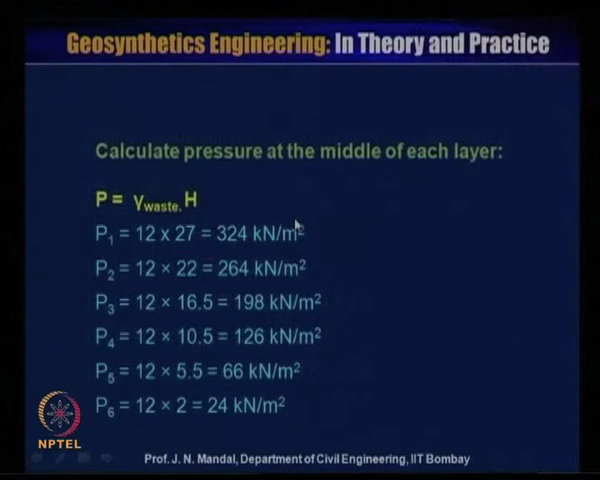 Geosynthetics Engineering: In Theory and Practice
Calculate pressure at the middle of each layer:
P = γwaste. H
P₁ = 12 x 27 = 324 kN/m²
P₂ = 12 × 22 = 264 kN/m²
P₃ = 12 × 16.5 = 198 kN/m²
P₄ = 12 × 10.5 = 126 kN/m²
P₅ = 12 × 5.5 = 66 kN/m²
P₆ = 12 × 2 = 24 kN/m²
NPTEL
Prof. J. N. Mandal, Department of Civil Engineering, IIT Bombay